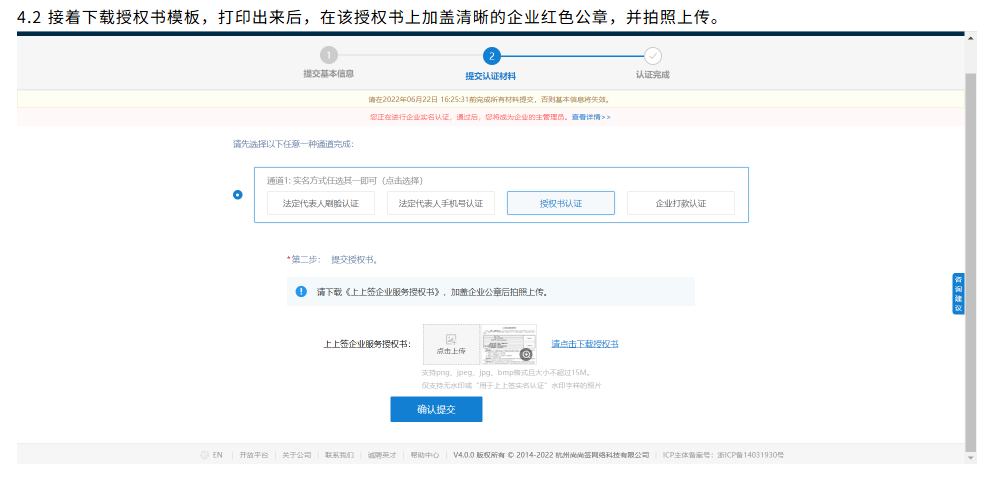 4.2 接着下载授权书模板，打印出来后，在该授权书上加盖清晰的企业红色公章，并拍照上传。
1 2
提交基本信息 提交认证材料 认证完成
请在2022年06月22日 16:25:31前完成所有材料提交，否则基本信息将失效。
您正在进行企业实名认证，通过后，您将成为企业的主管理员。查看详情>>
请先选择以下任意一种通道完成：
通道1: 实名方式任选其一即可（点击选择）
法定代表人刷脸认证 法定代表人手机号认证 授权书认证 企业打款认证
*第二步： 提交授权书。
请下载《上上签企业服务授权书》，加盖企业公章后拍照上传。
上上签企业服务授权书： 点击上传 请点击下载授权书
支持png、jpeg、jpg、bmp格式且大小不超过15M。
仅支持无水印或“用于上上签实名认证”水印字样的照片
确认提交
咨询建议
EN 开放平台 关于公司 联系我们 诚聘英才 帮助中心 V4.0.0 版权所有 © 2014-2022 杭州尚尚签网络科技有限公司 ICP主体备案号：浙ICP备14031930号